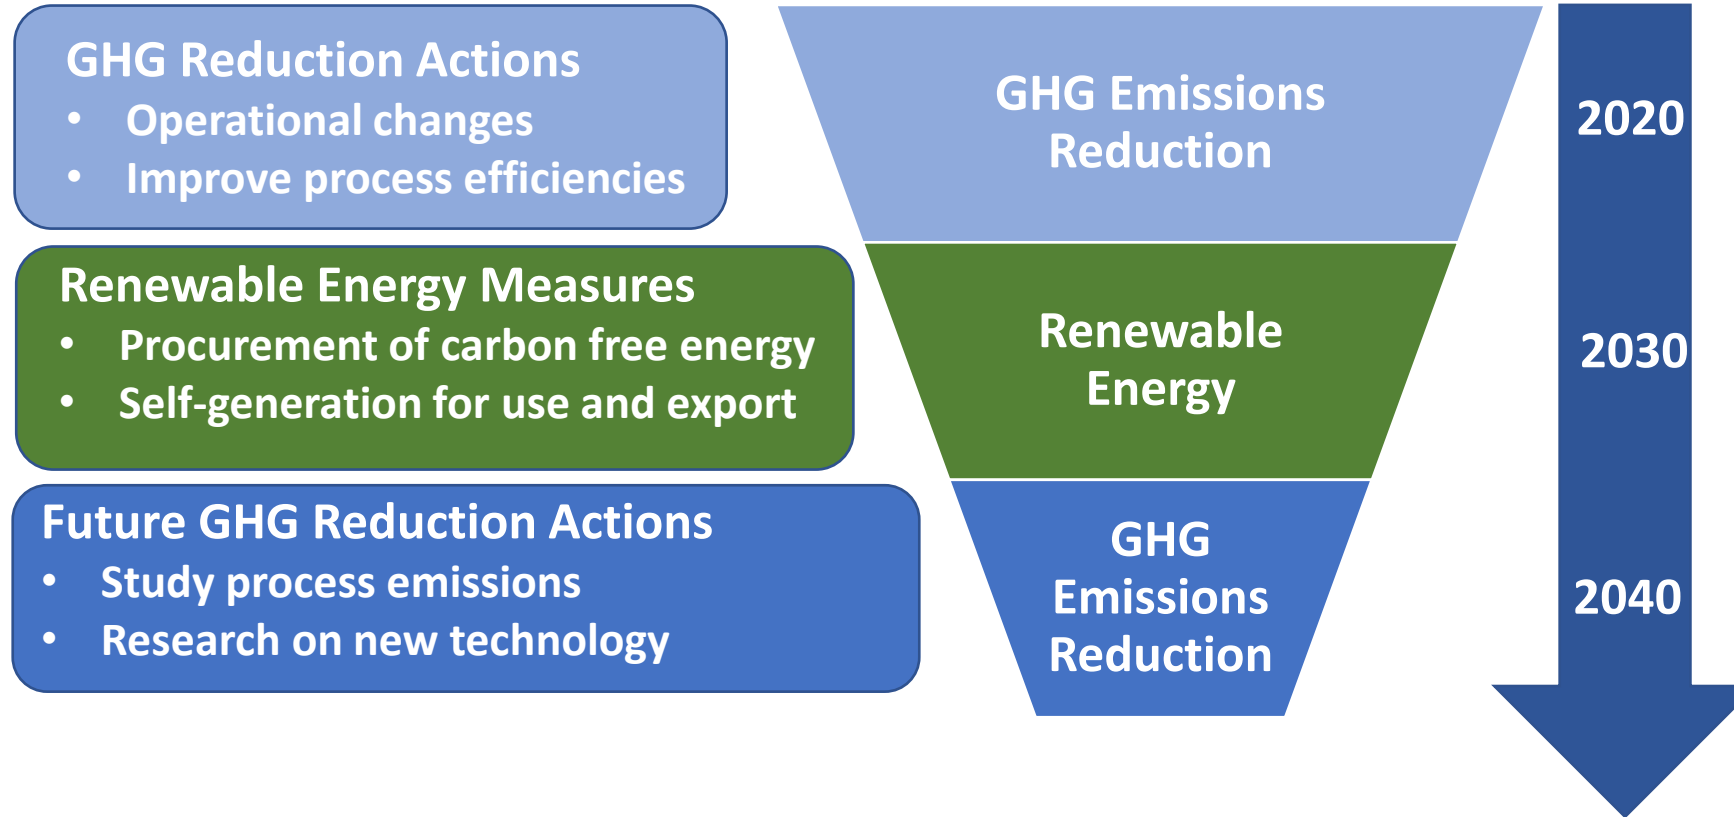 GHG Reduction Actions
• Operational changes
• Improve process efficiencies
Renewable Energy Measures
• Procurement of carbon free energy
• Self-generation for use and export
Future GHG Reduction Actions
• Study process emissions
• Research on new technology
GHG Emissions
Reduction
Renewable
Energy
GHG
Emissions
Reduction
2020
2030
2040